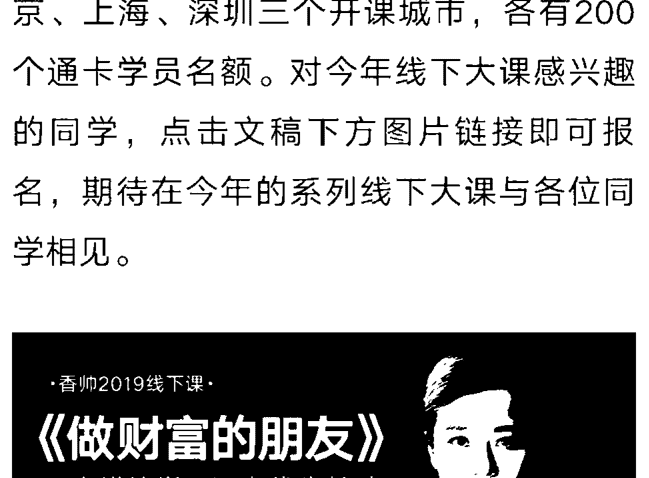 京、上海、深圳三个开课城市，各有200
个通卡学员名额。对今年线下大课感兴趣
的同学，点击文稿下方图片链接即可报
名，期待在今年的系列线下大课与各位同
学相见。
·香帅2019线下课·
《做财富的朋友》